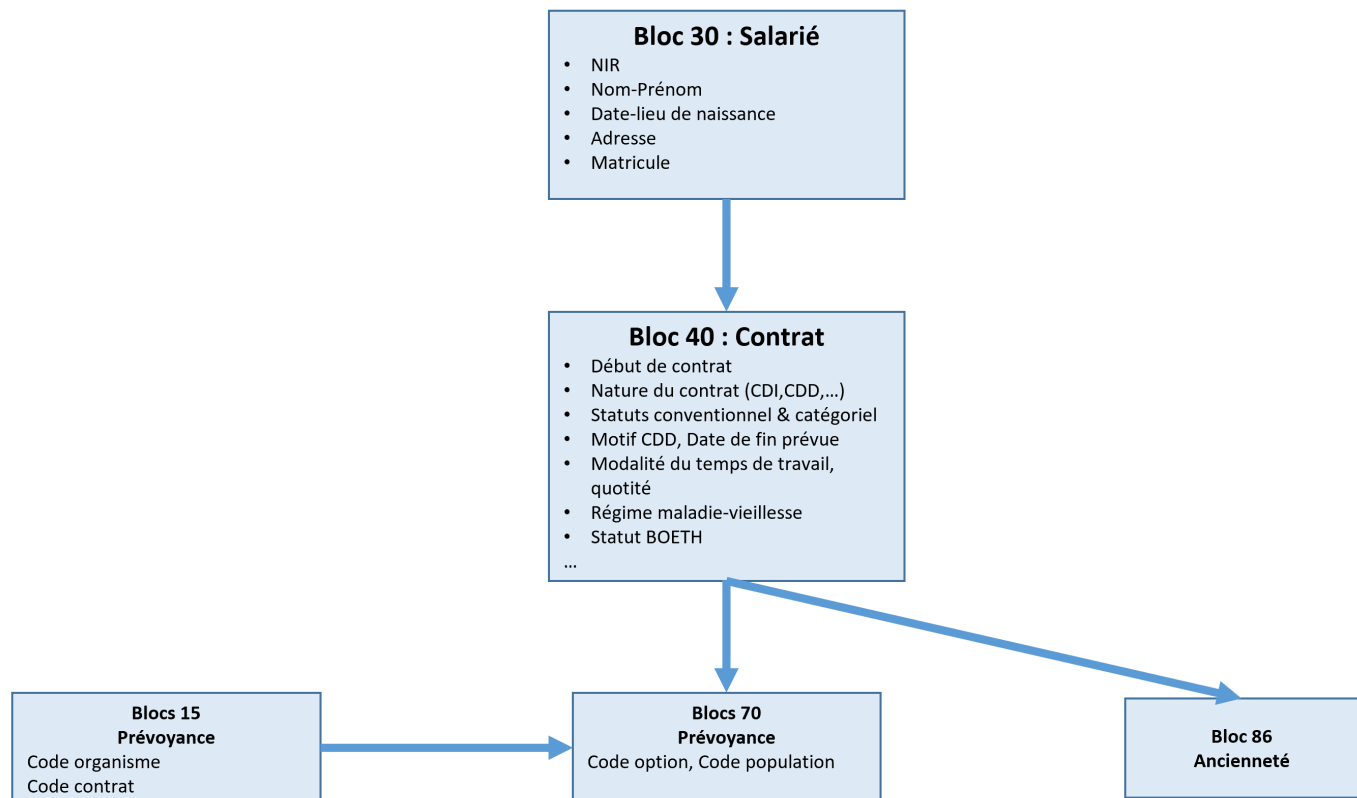 Bloc 30 : Salarié
• NIR
• Nom-Prénom
• Date-lieu de naissance
• Adresse
• Matricule
Bloc 40 : Contrat
• Début de contrat
• Nature du contrat (CDI,CDD,...)
• Statuts conventionnel & catégoriel
• Motif CDD, Date de fin prévue
• Modalité du temps de travail,
quotité
• Régime maladie-vieillesse
• Statut BOETH
...
Blocs 15
Prévoyance
Code organisme
Code contrat
Blocs 70
Prévoyance
Code option, Code population
Bloc 86
Ancienneté